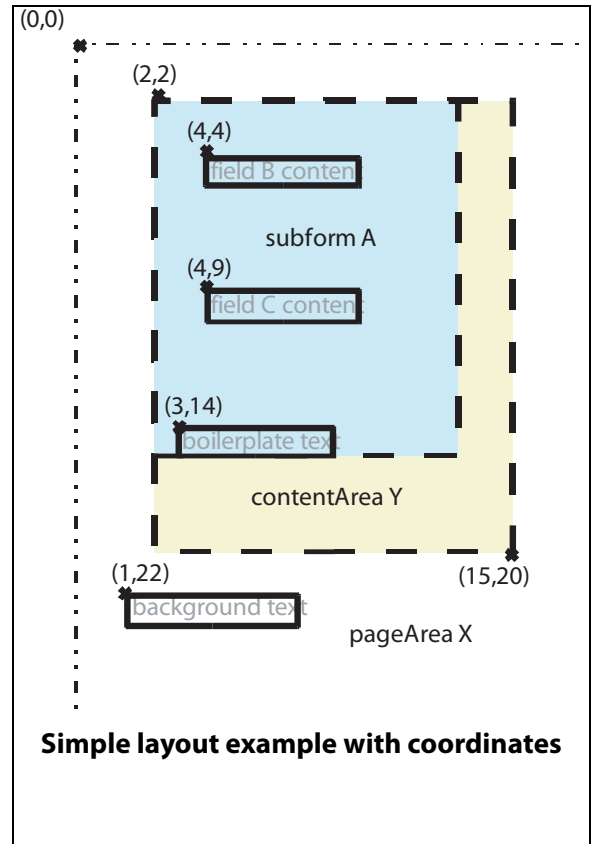 (0,0)
(2,2)
(4,4)
field B content
subform A
(4,9)
field C content
(3,14)
boilerplate text
contentArea Y
(1,22)
(15,20)
background text
pageArea X
Simple layout example with coordinates